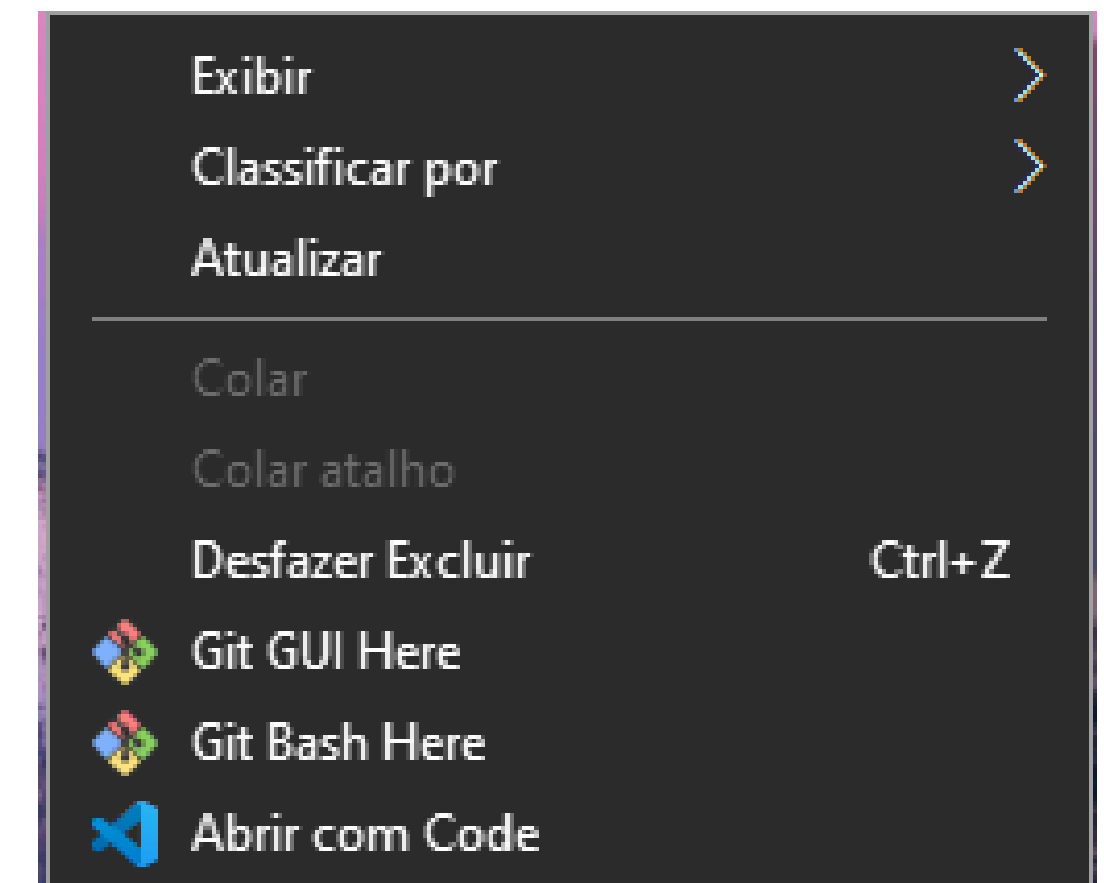 Exibir
Classificar por
Atualizar
Colar
Colar atalho
Desfazer Excluir Ctrl+Z
Git GUI Here
Git Bash Here
Abrir com Code